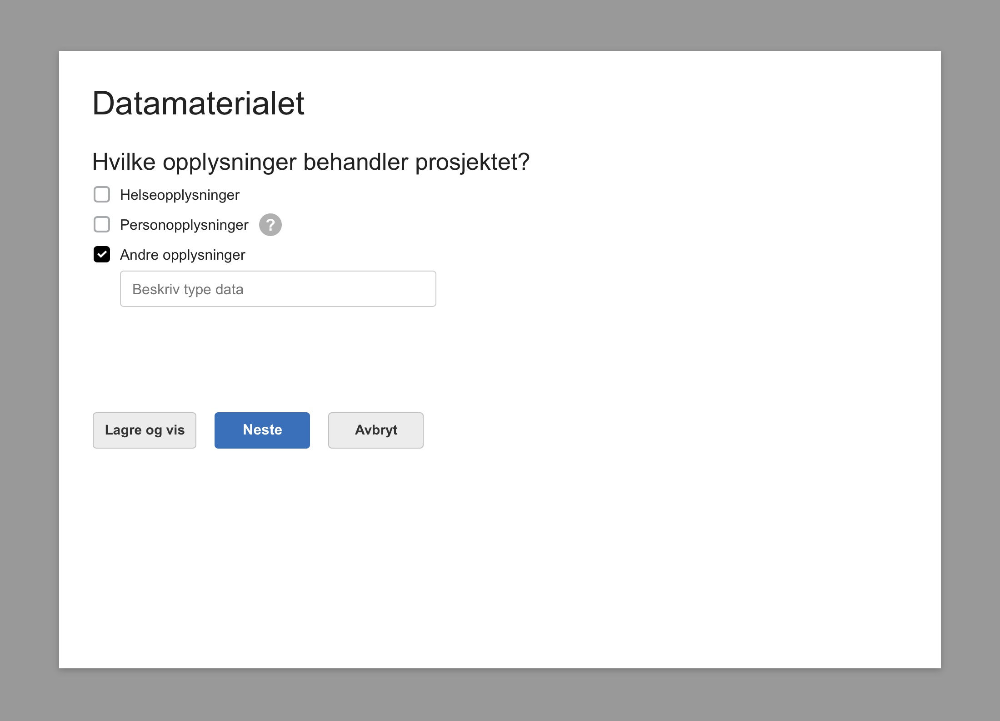 Datamaterialet
Hvilke opplysninger behandler prosjektet?
Helseopplysninger
Personopplysninger ?
Andre opplysninger
Beskriv type data
Lagre og vis Neste Avbryt